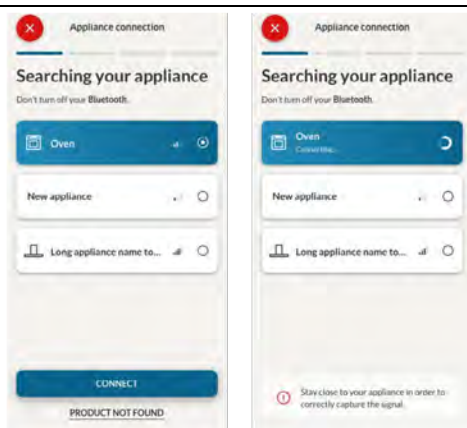 Appliance connection
Searching your appliance
Don't turn off your Bluetooth.
Oven
New appliance
Long appliance name to...
CONNECT
PRODUCT NOT FOUND
Appliance connection
Searching your appliance
Don't turn off your Bluetooth.
Oven
Connecting...
New appliance
Long appliance name to...
Stay close to your appliance in order to
correctly capture the signal.